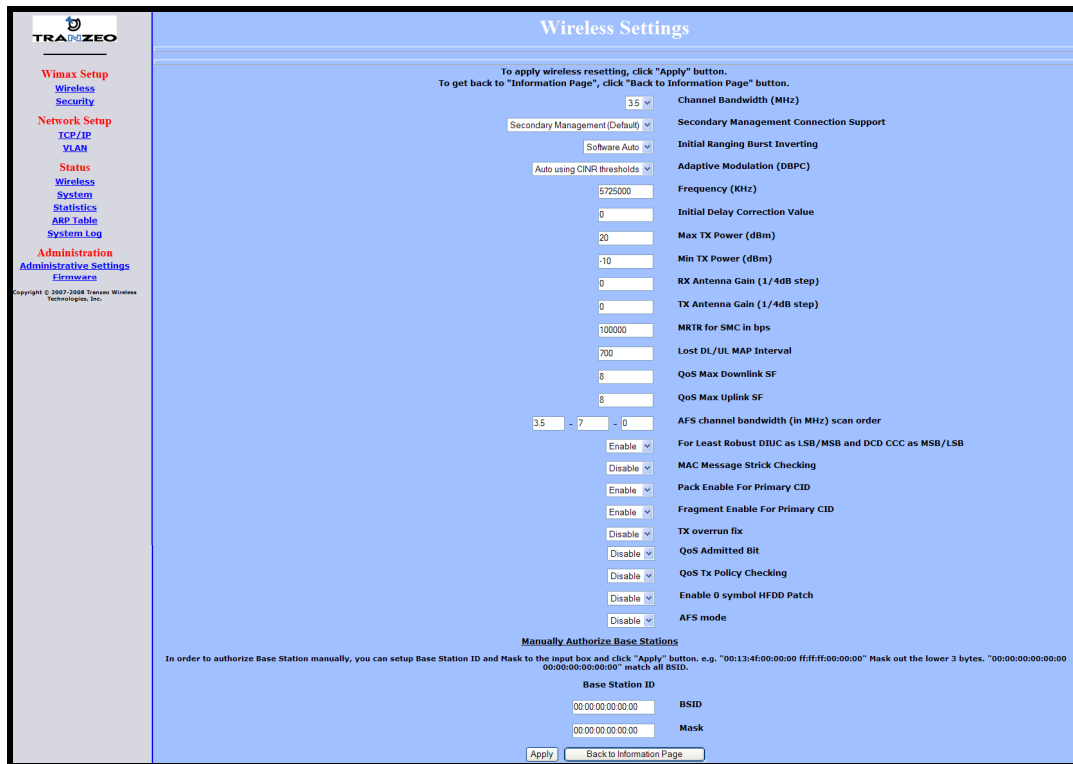 TRANZEO
Wimax Setup
Wireless
Security
Network Setup
TCP/IP
VLAN
Status
Wireless
System
Statistics
ARP Table
System Log
Administration
Administrative Settings
Firmware
Copyright © 2007-2008 Tranzeo Wireless
Technologies, Inc.
Wireless Settings
To apply wireless resetting, click "Apply" button.
To get back to "Information Page", click "Back to Information Page" button.
3.5 Channel Bandwidth (MHz)
Secondary Management (Default) Secondary Management Connection Support
Software Auto Initial Ranging Burst Inverting
Auto using CINR thresholds Adaptive Modulation (DBPC)
5725000 Frequency (KHz)
0 Initial Delay Correction Value
20 Max TX Power (dBm)
-10 Min TX Power (dBm)
0 RX Antenna Gain (1/4dB step)
0 TX Antenna Gain (1/4dB step)
100000 MRTR for SMC in bps
700 Lost DL/UL MAP Interval
8 QoS Max Downlink SF
8 QoS Max Uplink SF
3.5 - 7 - 0 AFS channel bandwidth (in MHz) scan order
Enable For Least Robust DIUC as LSB/MSB and DCD CCC as MSB/LSB
Disable MAC Message Strick Checking
Enable Pack Enable For Primary CID
Enable Fragment Enable For Primary CID
Disable TX overrun fix
Disable QoS Admitted Bit
Disable QoS Tx Policy Checking
Disable Enable 0 symbol HFDD Patch
Disable AFS mode
Manually Authorize Base Stations
In order to authorize Base Station manually, you can setup Base Station ID and Mask to the input box and click "Apply" button. e.g. "00:13:4f:00:00:00 ff:ff:ff:00:00:00" Mask out the lower 3 bytes. "00:00:00:00:00:00
00:00:00:00:00:00" match all BSID.
Base Station ID
00:00:00:00:00:00 BSID
00:00:00:00:00:00 Mask
Apply Back to Information Page